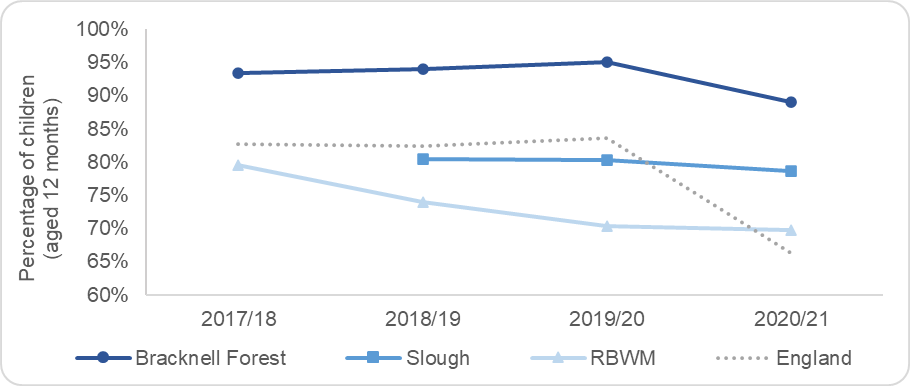 100%
95%
90%
85%
80%
75%
70%
65%
60%
Percentage of children
(aged 12 months)
2017/18 2018/19 2019/20 2020/21
Bracknell Forest Slough RBWM England